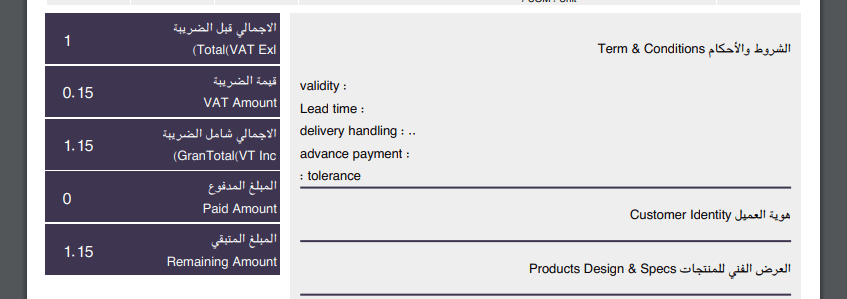 الاجمالي قبل الضريبة
(Total(VAT Exl
1
قيمة الضريبة
VAT Amount
0.15
الاجمالي شامل الضريبة
(GranTotal(VT Inc
1.15
المبلغ المدفوع
Paid Amount
0
المبلغ المتبقي
Remaining Amount
1.15
الشروط والأحكام Term & Conditions
validity :
Lead time :
delivery handling : ..
advance payment :
: tolerance
هوية العميل Customer Identity
العرض الفني للمنتجات Products Design & Specs